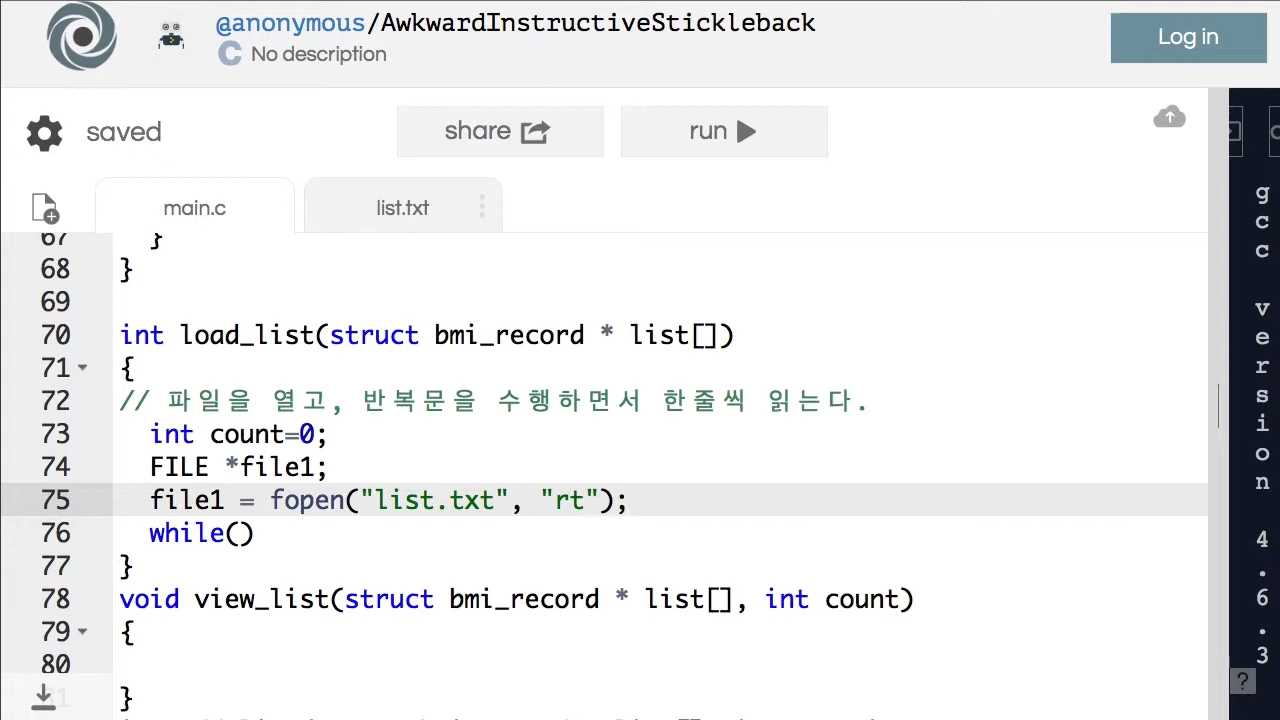 @anonymous/AwkwardInstructiveStickleback
C No description
Log in
saved
share
run
main.c
list.txt
67 }
68 }
69
70 int load_list(struct bmi_record * list[])
71 {
72 // 파일을 열고, 반복문을 수행하면서 한줄씩 읽는다.
73 int count=0;
74 FILE *file1;
75 file1 = fopen("list.txt", "rt");
76 while()
77 }
78 void view_list(struct bmi_record * list[], int count)
79 {
80
81 }
gcc version 4.6.3
?